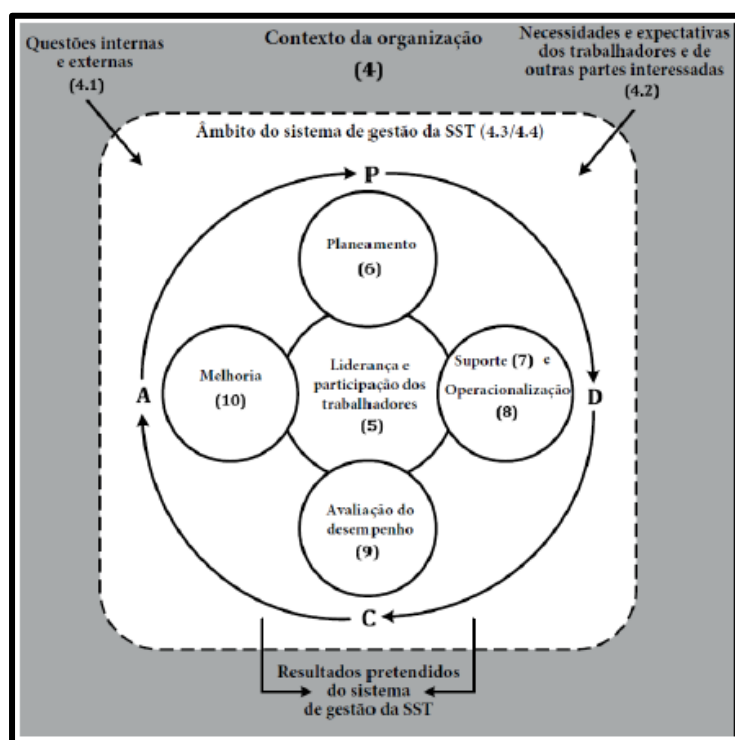 Questões internas
e externas
(4.1)
Contexto da organização
(4)
Necessidades e expectativas
dos trabalhadores e de
outras partes interessadas
(4.2)
Âmbito do sistema de gestão da SST (4.3/4.4)
P
Planeamento
(6)
A
Melhoria
(10)
Liderança e
participação dos
trabalhadores
(5)
Suporte (7) e
Operacionalização
(8)
D
Avaliação do
desempenho
(9)
C
Resultados pretendidos
do sistema
de gestão da SST